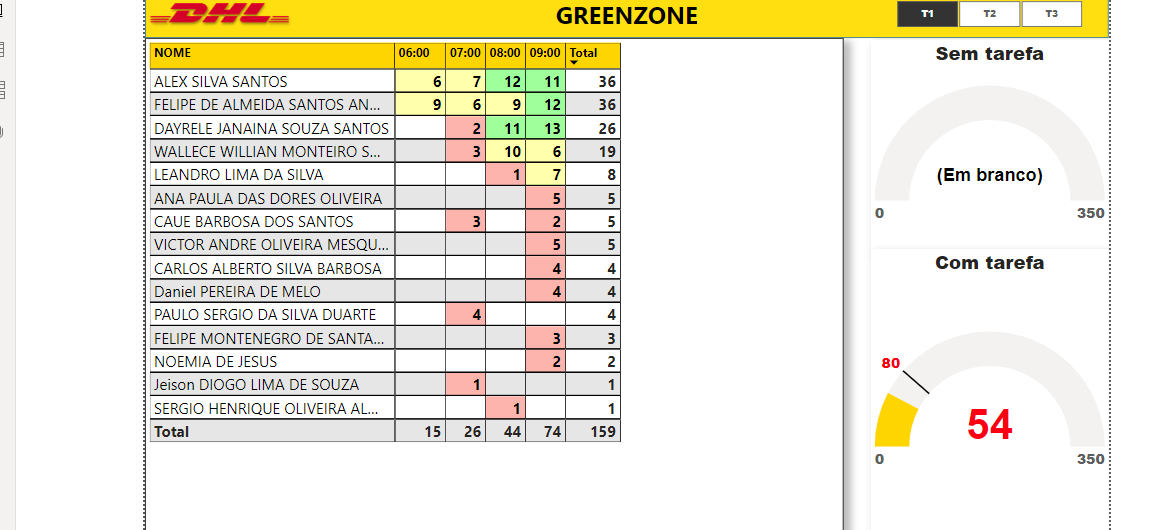 DHL
GREENZONE
T1 T2 T3
NOME 06:00 07:00 08:00 09:00 Total
ALEX SILVA SANTOS 6 7 12 11 36
FELIPE DE ALMEIDA SANTOS AN... 9 6 9 12 36
DAYRELE JANAINA SOUZA SANTOS 2 11 13 26
WALLECE WILLIAN MONTEIRO S... 3 10 6 19
LEANDRO LIMA DA SILVA 1 7 8
ANA PAULA DAS DORES OLIVEIRA 5 5
CAUE BARBOSA DOS SANTOS 3 2 5
VICTOR ANDRE OLIVEIRA MESQU... 5 5
CARLOS ALBERTO SILVA BARBOSA 4 4
Daniel PEREIRA DE MELO 4 4
PAULO SERGIO DA SILVA DUARTE 4 4
FELIPE MONTENEGRO DE SANTA... 3 3
NOEMIA DE JESUS 2 2
Jeison DIOGO LIMA DE SOUZA 1 1
SERGIO HENRIQUE OLIVEIRA AL... 1 1
Total 15 26 44 74 159
Sem tarefa
(Em branco)
0 350
Com tarefa
80
54
0 350